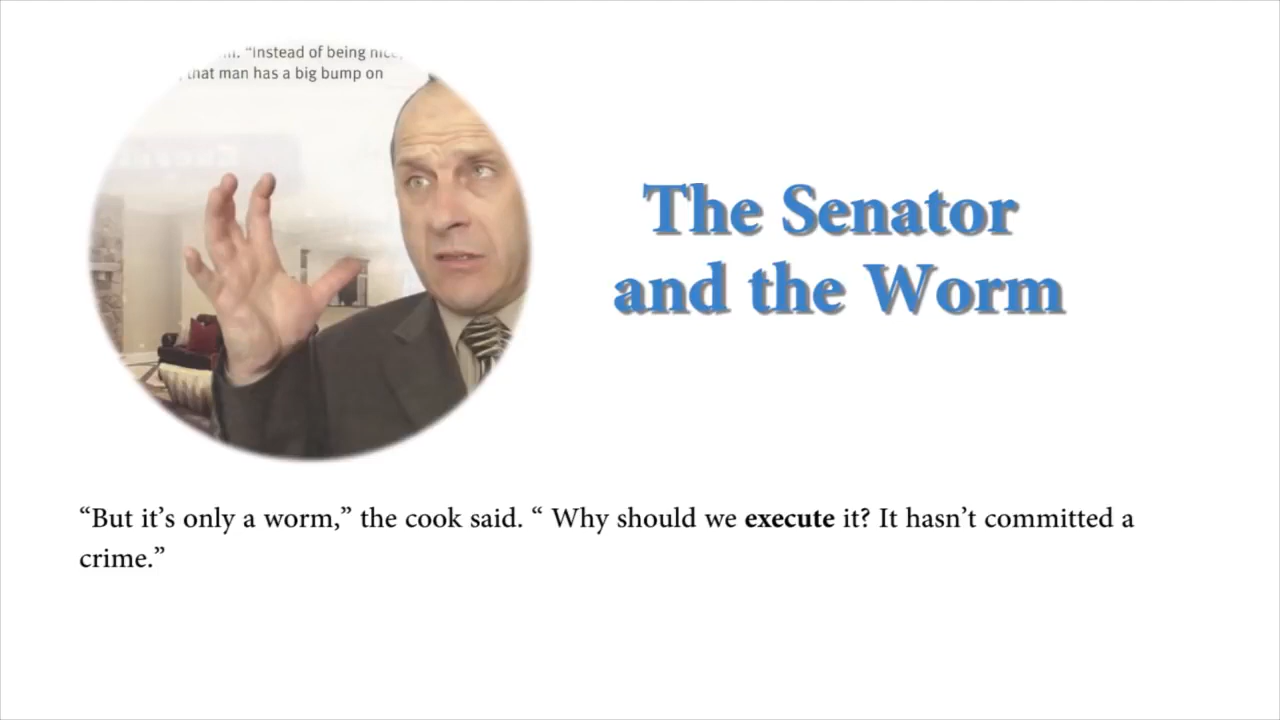 "Instead of being nice,
that man has a big bump on
The Senator
and the Worm
“But it’s only a worm,” the cook said. “ Why should we execute it? It hasn’t committed a
crime.”